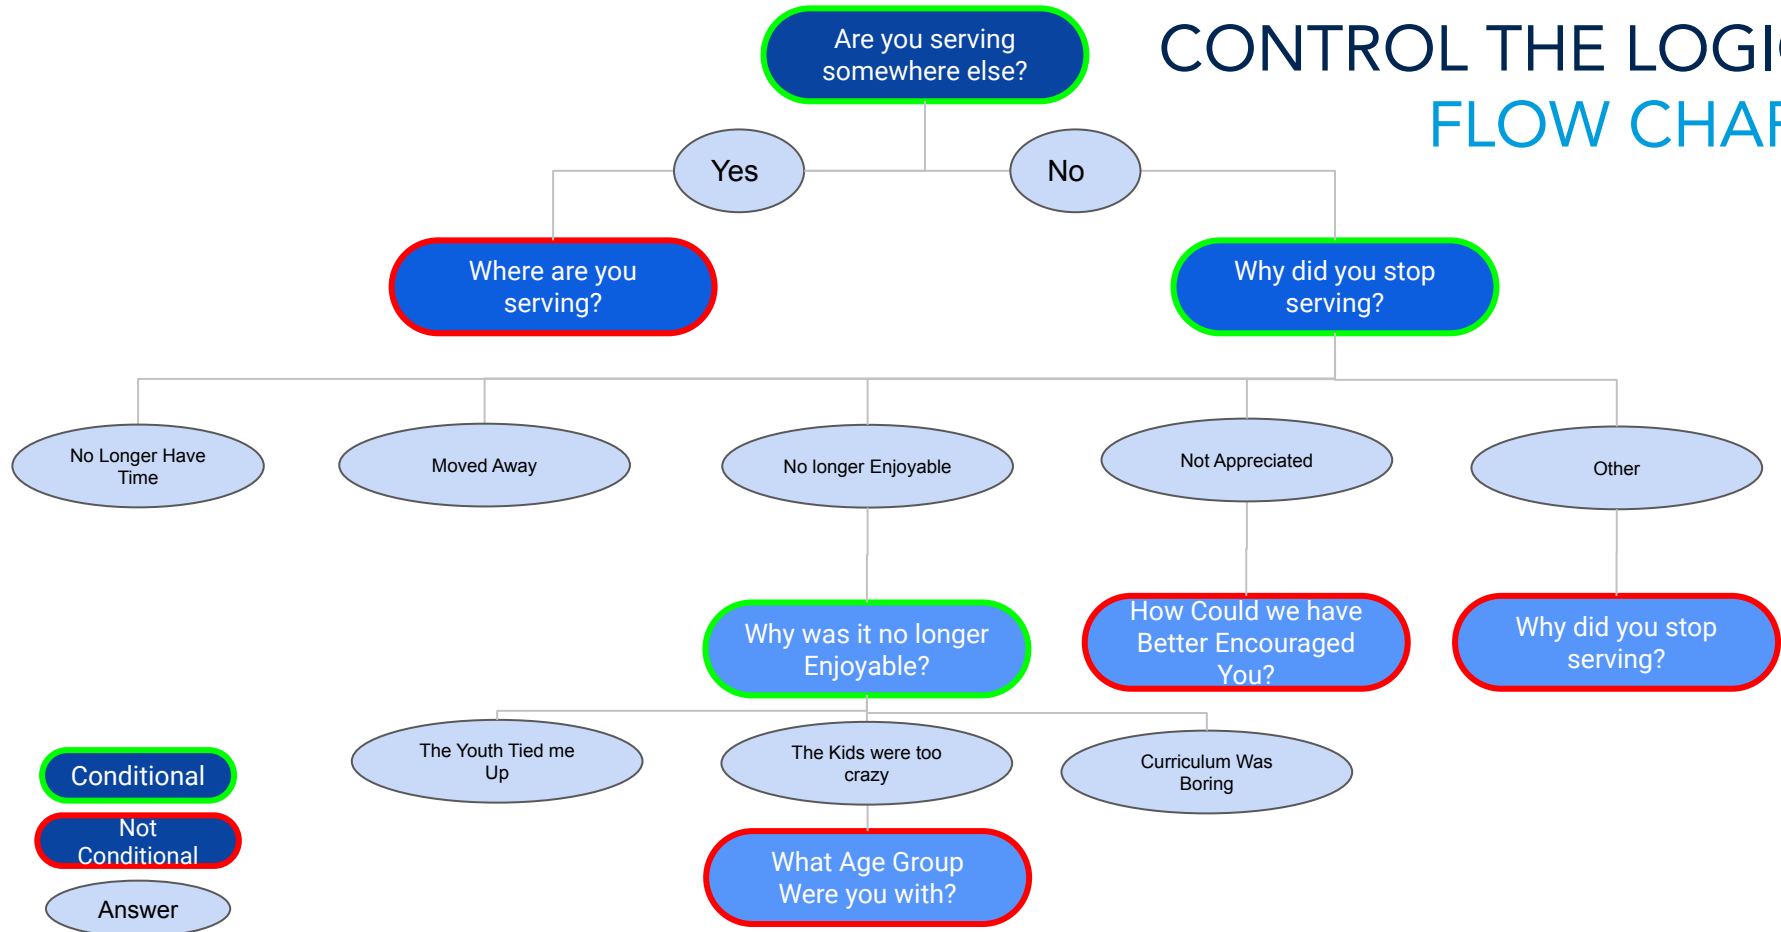 CONTROL THE LOGIC
FLOW CHAR
Are you serving
somewhere else?
Yes
No
Where are you
serving?
Why did you stop
serving?
No Longer Have
Time
Moved Away
No longer Enjoyable
Not Appreciated
Other
Why was it no longer
Enjoyable?
How Could we have
Better Encouraged
You?
Why did you stop
serving?
The Youth Tied me
Up
The Kids were too
crazy
Curriculum Was
Boring
What Age Group
Were you with?
Conditional
Not
Conditional
Answer